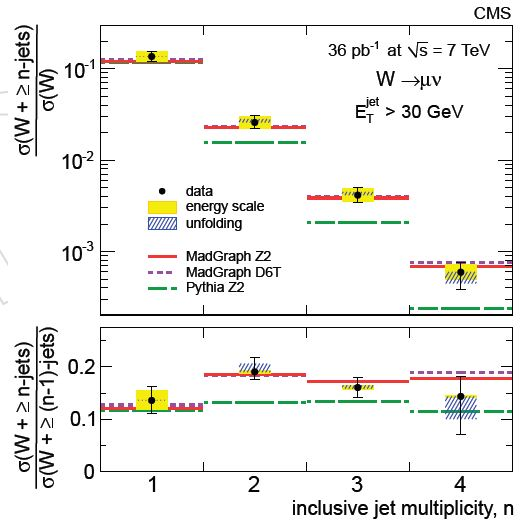 CMS
36 pb⁻¹ at √s = 7 TeV
W → μν
E_T^jet > 30 GeV
σ(W + ≥ n-jets)
σ(W)
10⁻¹
10⁻²
10⁻³
data
energy scale
unfolding
MadGraph Z2
MadGraph D6T
Pythia Z2
σ(W + ≥ n-jets)
σ(W + ≥ (n-1)-jets)
0.2
0.1
0
1 2 3 4
inclusive jet multiplicity, n